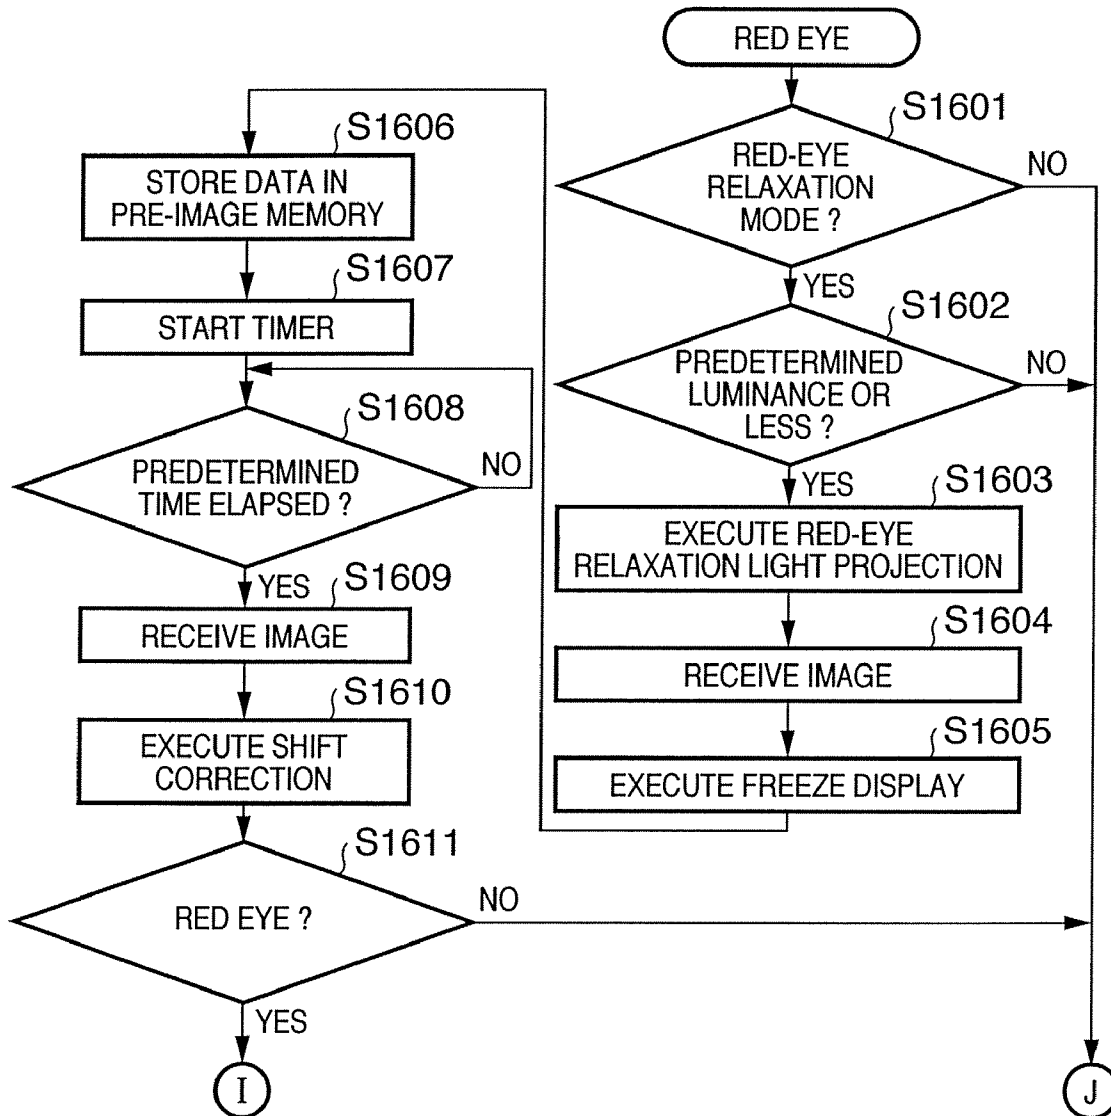 RED EYE
S1601
RED-EYE
RELAXATION
MODE ?
NO
YES
S1602
PREDETERMINED
LUMINANCE OR
LESS ?
NO
YES
S1603
EXECUTE RED-EYE
RELAXATION LIGHT PROJECTION
S1604
RECEIVE IMAGE
S1605
EXECUTE FREEZE DISPLAY
S1606
STORE DATA IN
PRE-IMAGE MEMORY
S1607
START TIMER
S1608
PREDETERMINED
TIME ELAPSED ?
NO
YES
S1609
RECEIVE IMAGE
S1610
EXECUTE SHIFT
CORRECTION
S1611
RED EYE ?
NO
YES
I
J